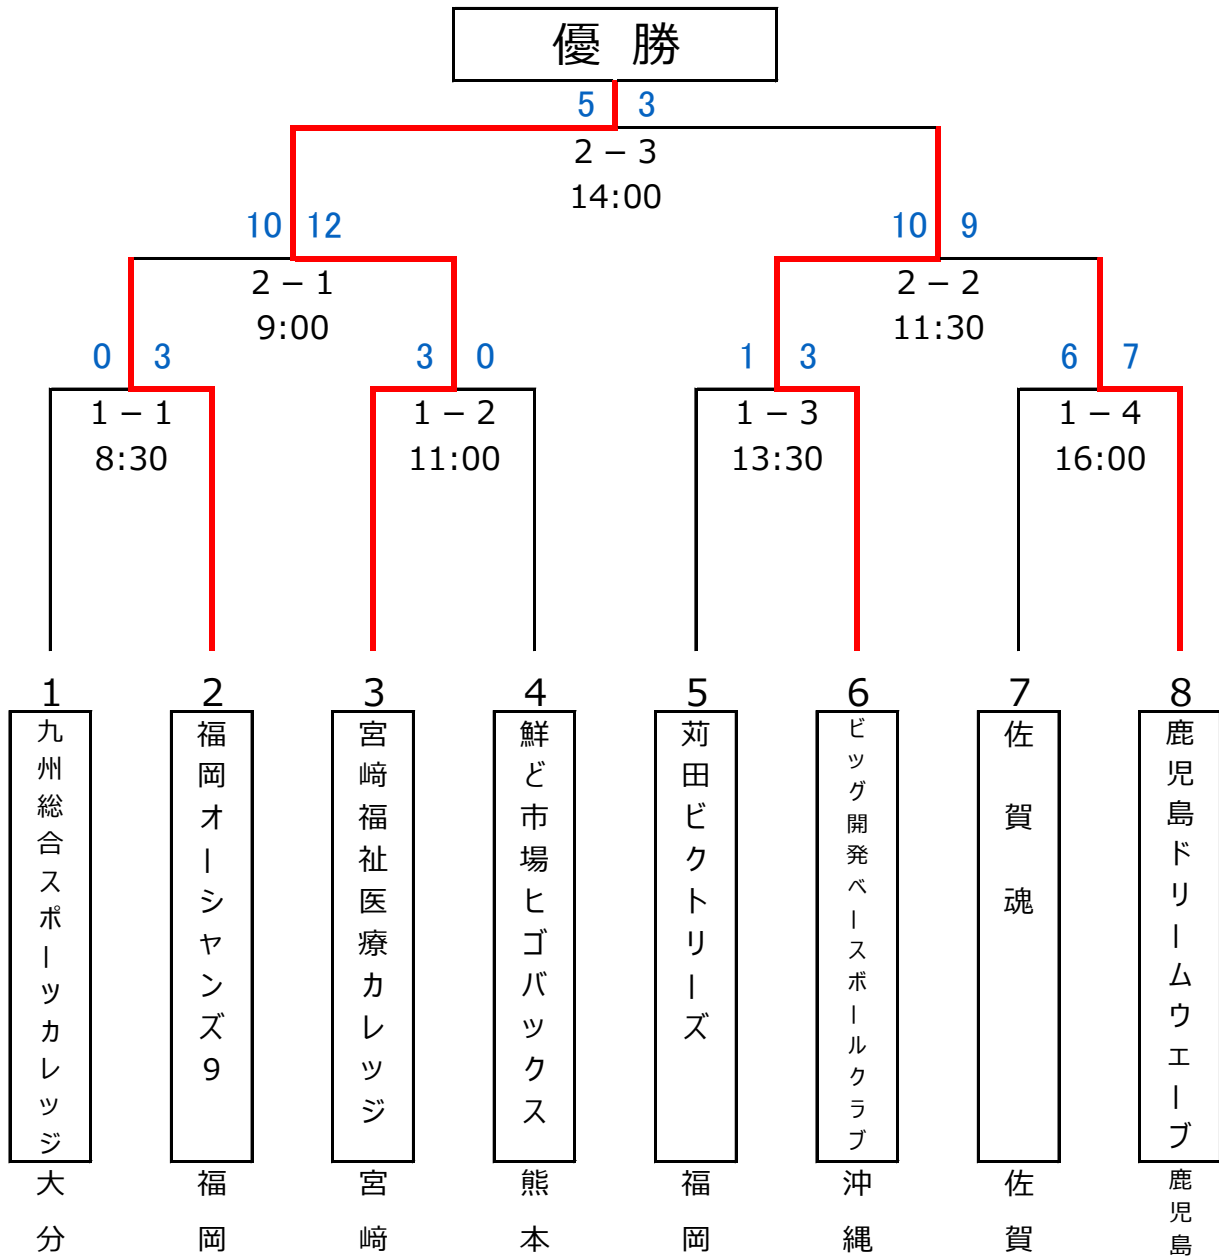 優 勝
5 3
2 – 3
14:00
10 12
10 9
2 – 1
9:00
2 – 2
11:30
0 3
3 0
1 3
6 7
1 – 1
8:30
1 – 2
11:00
1 – 3
13:30
1 – 4
16:00
1
2
3
4
5
6
7
8
九州総合スポーツカレッジ
福岡オーシャンズ9
宮﨑福祉医療カレッジ
鮮ど市場ヒゴバックス
苅田ビクトリーズ
ビッグ開発ベースボールクラブ
佐賀魂
鹿児島ドリームウエーブ
大分
福岡
宮﨑
熊本
福岡
沖縄
佐賀
鹿児島